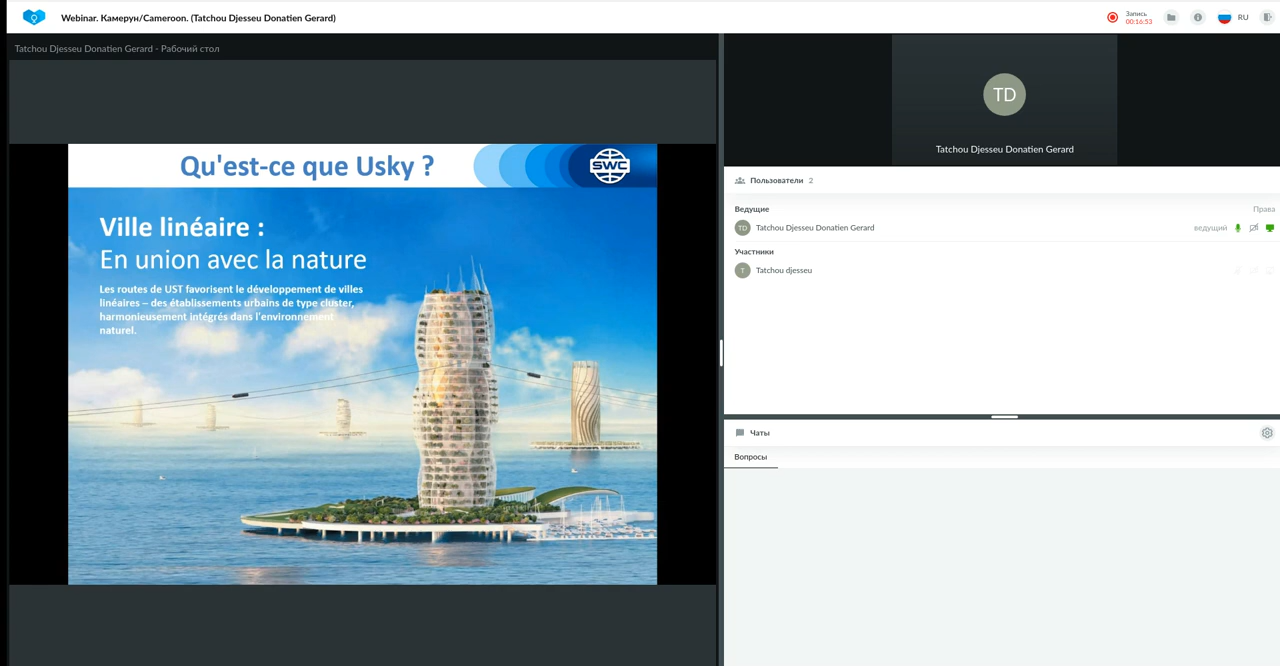 Webinar. Камерун/Cameroon. (Tatchou Djesseu Donatien Gerard)
Запись
00:16:53
RU
Tatchou Djesseu Donatien Gerard - Рабочий стол
Qu'est-ce que Usky ?
SWC
Ville linéaire :
En union avec la nature
Les routes de UST favorisent le développement de villes
linéaires – des établissements urbains de type cluster,
harmonieusement intégrés dans l'environnement
naturel.
TD
Tatchou Djesseu Donatien Gerard
Пользователи 2
Ведущие Права
TD Tatchou Djesseu Donatien Gerard ведущий
Участники
T Tatchou djesseu
Чаты
Вопросы